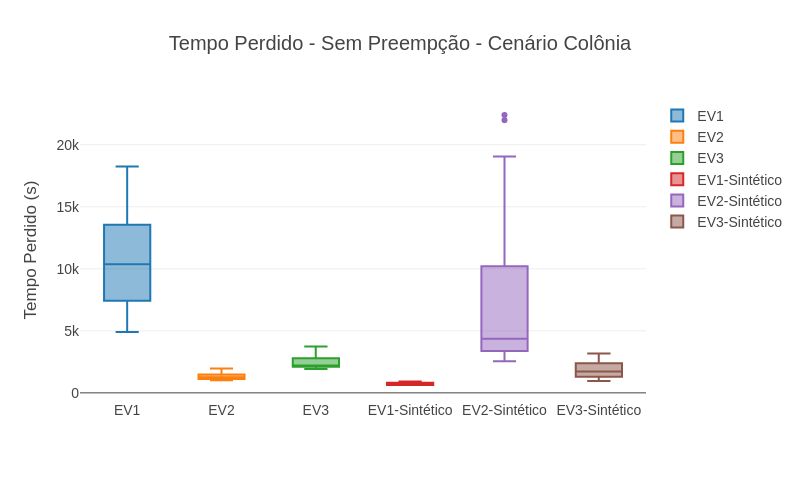 Tempo Perdido - Sem Preempção - Cenário Colônia
Tempo Perdido (s)
20k
15k
10k
5k
0
EV1
EV2
EV3
EV1-Sintético
EV2-Sintético
EV3-Sintético
EV1
EV2
EV3
EV1-Sintético
EV2-Sintético
EV3-Sintético